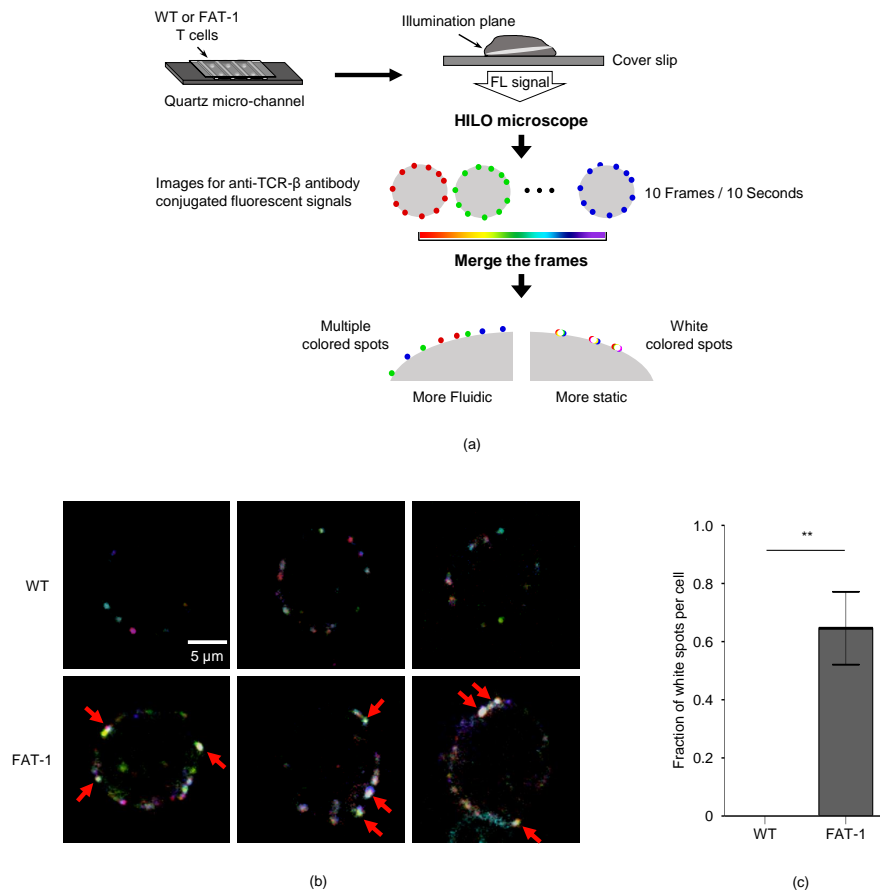 WT or FAT-1
T cells
Quartz micro-channel
Illumination plane
Cover slip
FL signal
HILO microscope
Images for anti-TCR-β antibody
conjugated fluorescent signals
10 Frames / 10 Seconds
Merge the frames
Multiple
colored spots
White
colored spots
More Fluidic
More static
(a)
WT
5 μm
FAT-1
(b)
Fraction of white spots per cell
1.0
0.8
0.6
0.4
0.2
0
**
WT
FAT-1
(c)